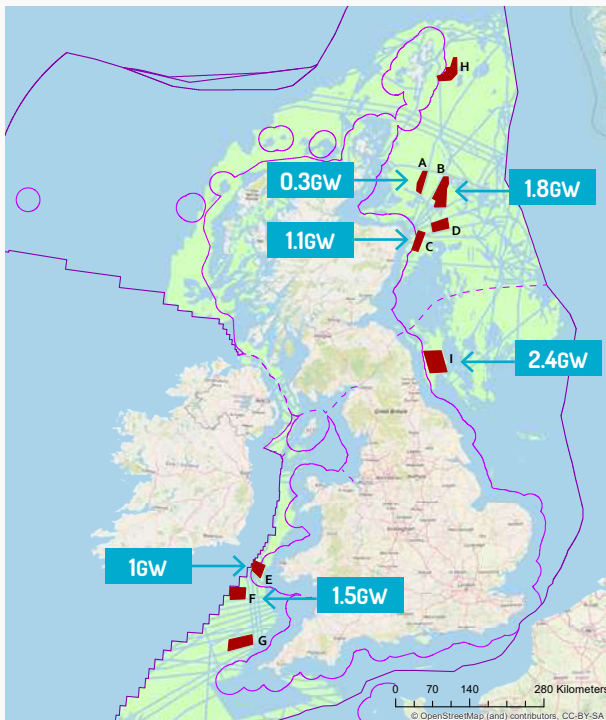 H
A
B
0.3GW
1.8GW
D
1.1GW
C
I
2.4GW
1GW
E
F
1.5GW
G
0 70 140 280 Kilometers
© OpenStreetMap (and) contributors, CC-BY-SA